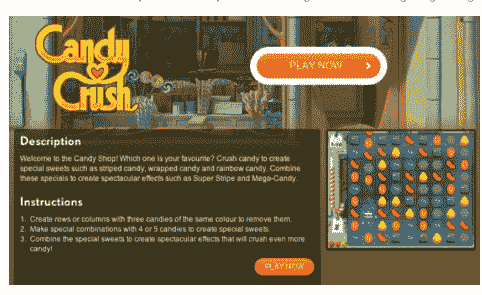 Candy
Crush
PLAY NOW
Description
Welcome to the Candy Shop! Which one is your favourite? Crush candy to create
special sweets such as striped candy, wrapped candy and rainbow candy. Combine
these specials to create spectacular effects such as Super Stripe and Mega-Candy.
Instructions
1. Create rows or columns with three candies of the same colour to remove them.
2. Make special combinations with 4 or 5 candies to create special sweets.
3. Combine the special sweets to create spectacular effects that will crush even more
candy!
PLAY NOW